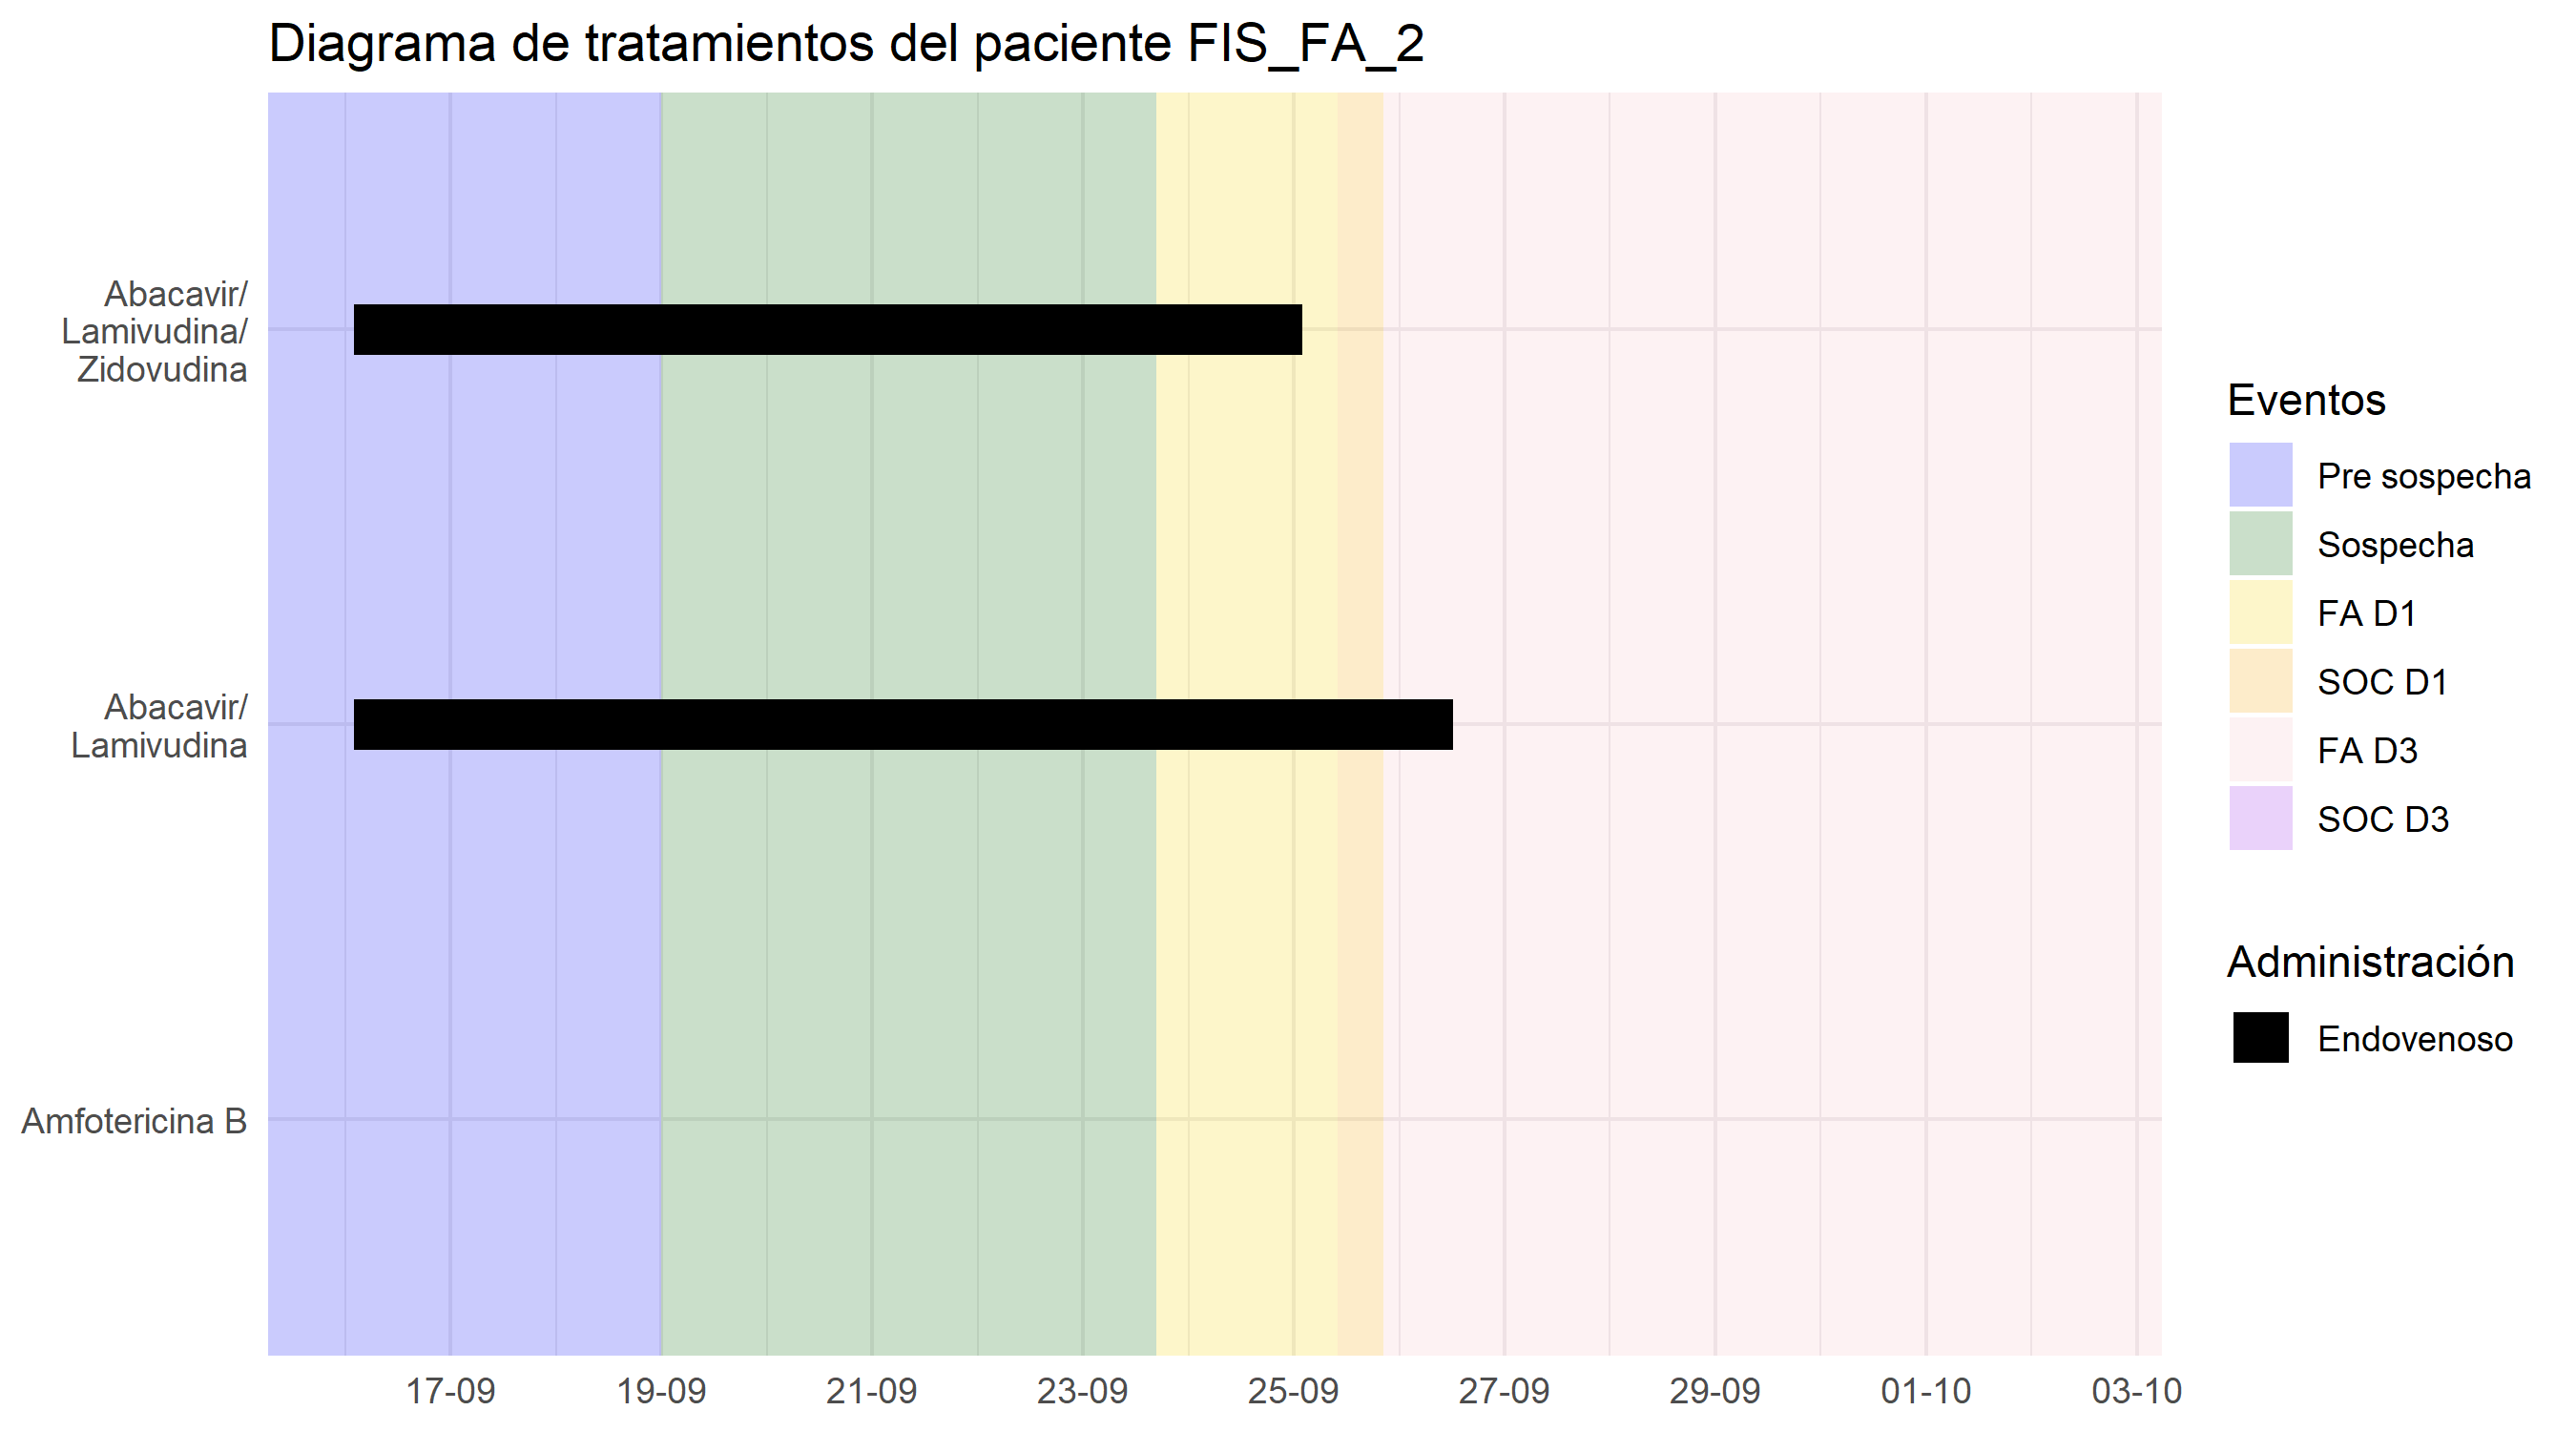 Diagrama de tratamientos del paciente FIS_FA_2
Abacavir/
Lamivudina/
Zidovudina
Abacavir/
Lamivudina
Amfotericina B
17-09
19-09
21-09
23-09
25-09
27-09
29-09
01-10
03-10
Eventos
Pre sospecha
Sospecha
FA D1
SOC D1
FA D3
SOC D3
Administración
Endovenoso